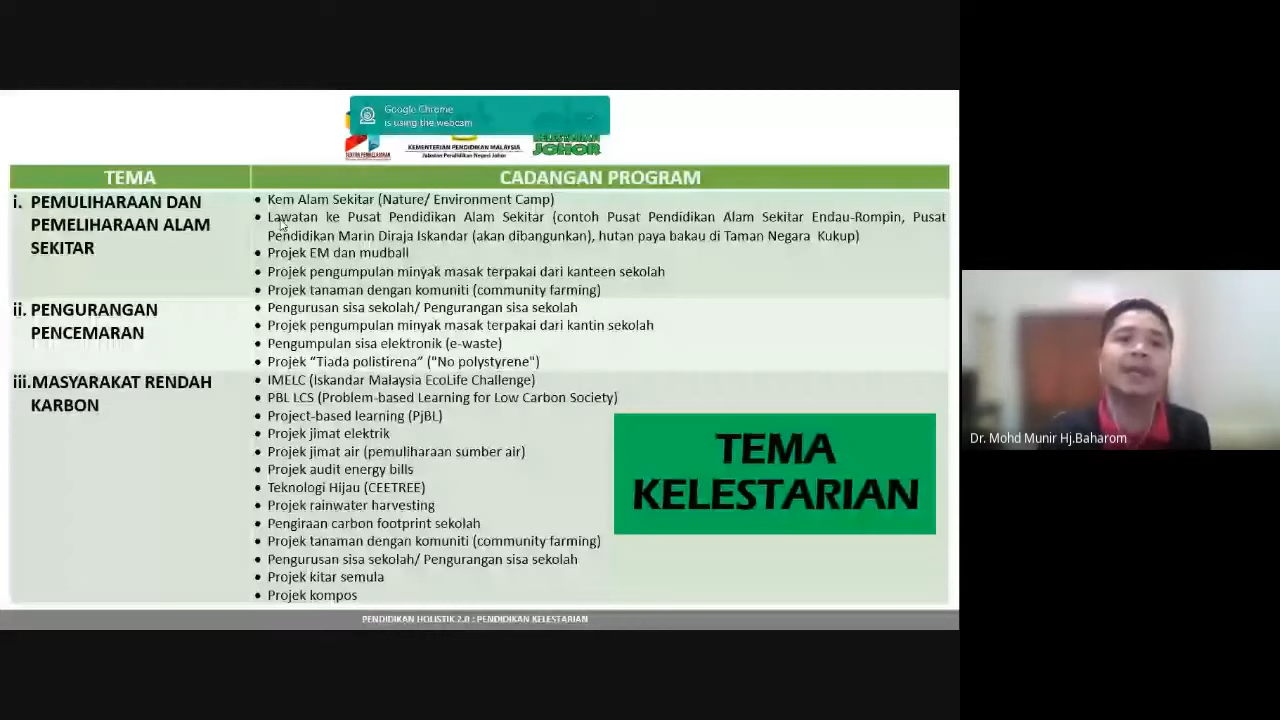 Google Chrome
is using the webcam
KEMENTERIAN PENDIDIKAN MALAYSIA
Jabatan Pendidikan Negeri Johor
KELESTARIAN
JOHOR
TEMA
CADANGAN PROGRAM
i. PEMULIHARAAN DAN
PEMELIHARAAN ALAM
SEKITAR
• Kem Alam Sekitar (Nature/ Environment Camp)
• Lawatan ke Pusat Pendidikan Alam Sekitar (contoh Pusat Pendidikan Alam Sekitar Endau-Rompin, Pusat
Pendidikan Marin Diraja Iskandar (akan dibangunkan), hutan paya bakau di Taman Negara Kukup)
• Projek EM dan mudball
• Projek pengumpulan minyak masak terpakai dari kanteen sekolah
• Projek tanaman dengan komuniti (community farming)
ii. PENGURANGAN
PENCEMARAN
• Pengurusan sisa sekolah/ Pengurangan sisa sekolah
• Projek pengumpulan minyak masak terpakai dari kantin sekolah
• Pengumpulan sisa elektronik (e-waste)
• Projek “Tiada polistirena” ("No polystyrene")
iii.MASYARAKAT RENDAH
KARBON
• IMELC (Iskandar Malaysia EcoLife Challenge)
• PBL LCS (Problem-based Learning for Low Carbon Society)
• Project-based learning (PjBL)
• Projek jimat elektrik
• Projek jimat air (pemuliharaan sumber air)
• Projek audit energy bills
• Teknologi Hijau (CEETREE)
• Projek rainwater harvesting
• Pengiraan carbon footprint sekolah
• Projek tanaman dengan komuniti (community farming)
• Pengurusan sisa sekolah/ Pengurangan sisa sekolah
• Projek kitar semula
• Projek kompos
TEMA
KELESTARIAN
PENDIDIKAN HOLISTIK 2.0 : PENDIDIKAN KELESTARIAN
Dr. Mohd Munir Hj.Baharom